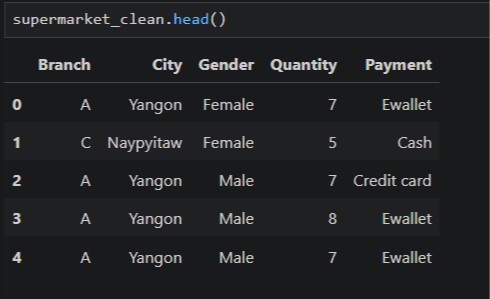 supermarket_clean.head()
Branch City Gender Quantity Payment
0 A Yangon Female 7 Ewallet
1 C Naypyitaw Female 5 Cash
2 A Yangon Male 7 Credit card
3 A Yangon Male 8 Ewallet
4 A Yangon Male 7 Ewallet